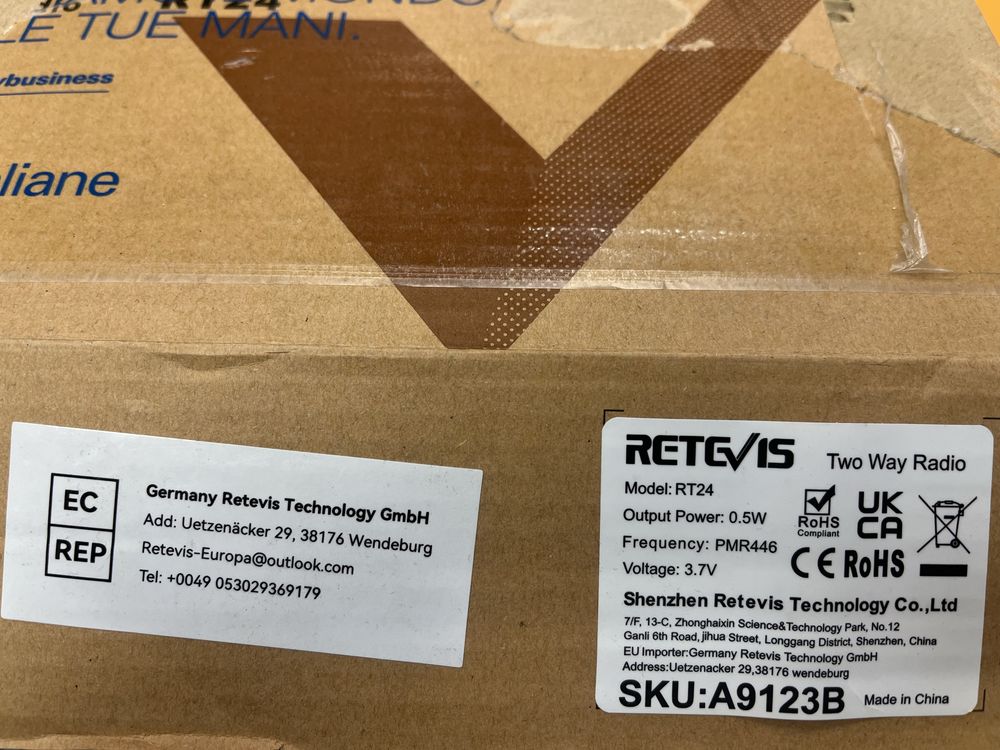 RT24
LE TUE MANI.
business
liane
EC
REP
Germany Retevis Technology GmbH
Add: Uetzenäcker 29, 38176 Wendeburg
Retevis-Europa@outlook.com
Tel: +0049 053029369179
RETEVIS Two Way Radio
Model: RT24
Output Power: 0.5W
Frequency: PMR446
Voltage: 3.7V
RoHS
Compliant
UK
CA
CE RoHS
Shenzhen Retevis Technology Co.,Ltd
7/F, 13-C, Zhonghaixin Science&Technology Park, No.12
Ganli 6th Road, jihua Street, Longgang District, Shenzhen, China
EU Importer:Germany Retevis Technology GmbH
Address:Uetzenacker 29,38176 wendeburg
SKU:A9123B Made in China